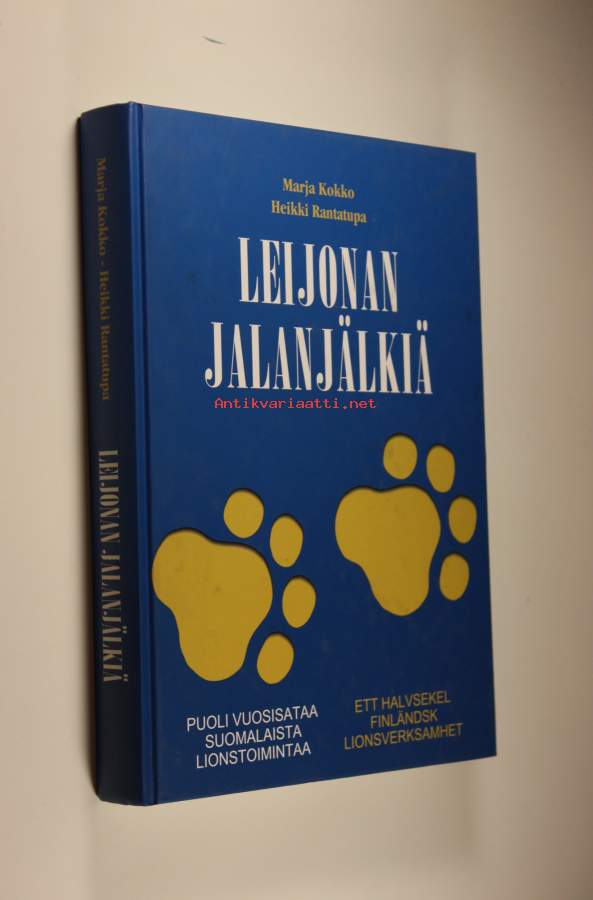 Marja Kokko - Heikki Rantatupa
LEIJONAN JALANJÄLKIÄ
Marja Kokko
Heikki Rantatupa
LEIJONAN
JALANJÄLKIÄ
Antikvariaatti.net
PUOLI VUOSISATAA
SUOMALAISTA
LIONSTOIMINTAA
ETT HALVSEKEL
FINLÄNDSK
LIONSVERKSAMHET